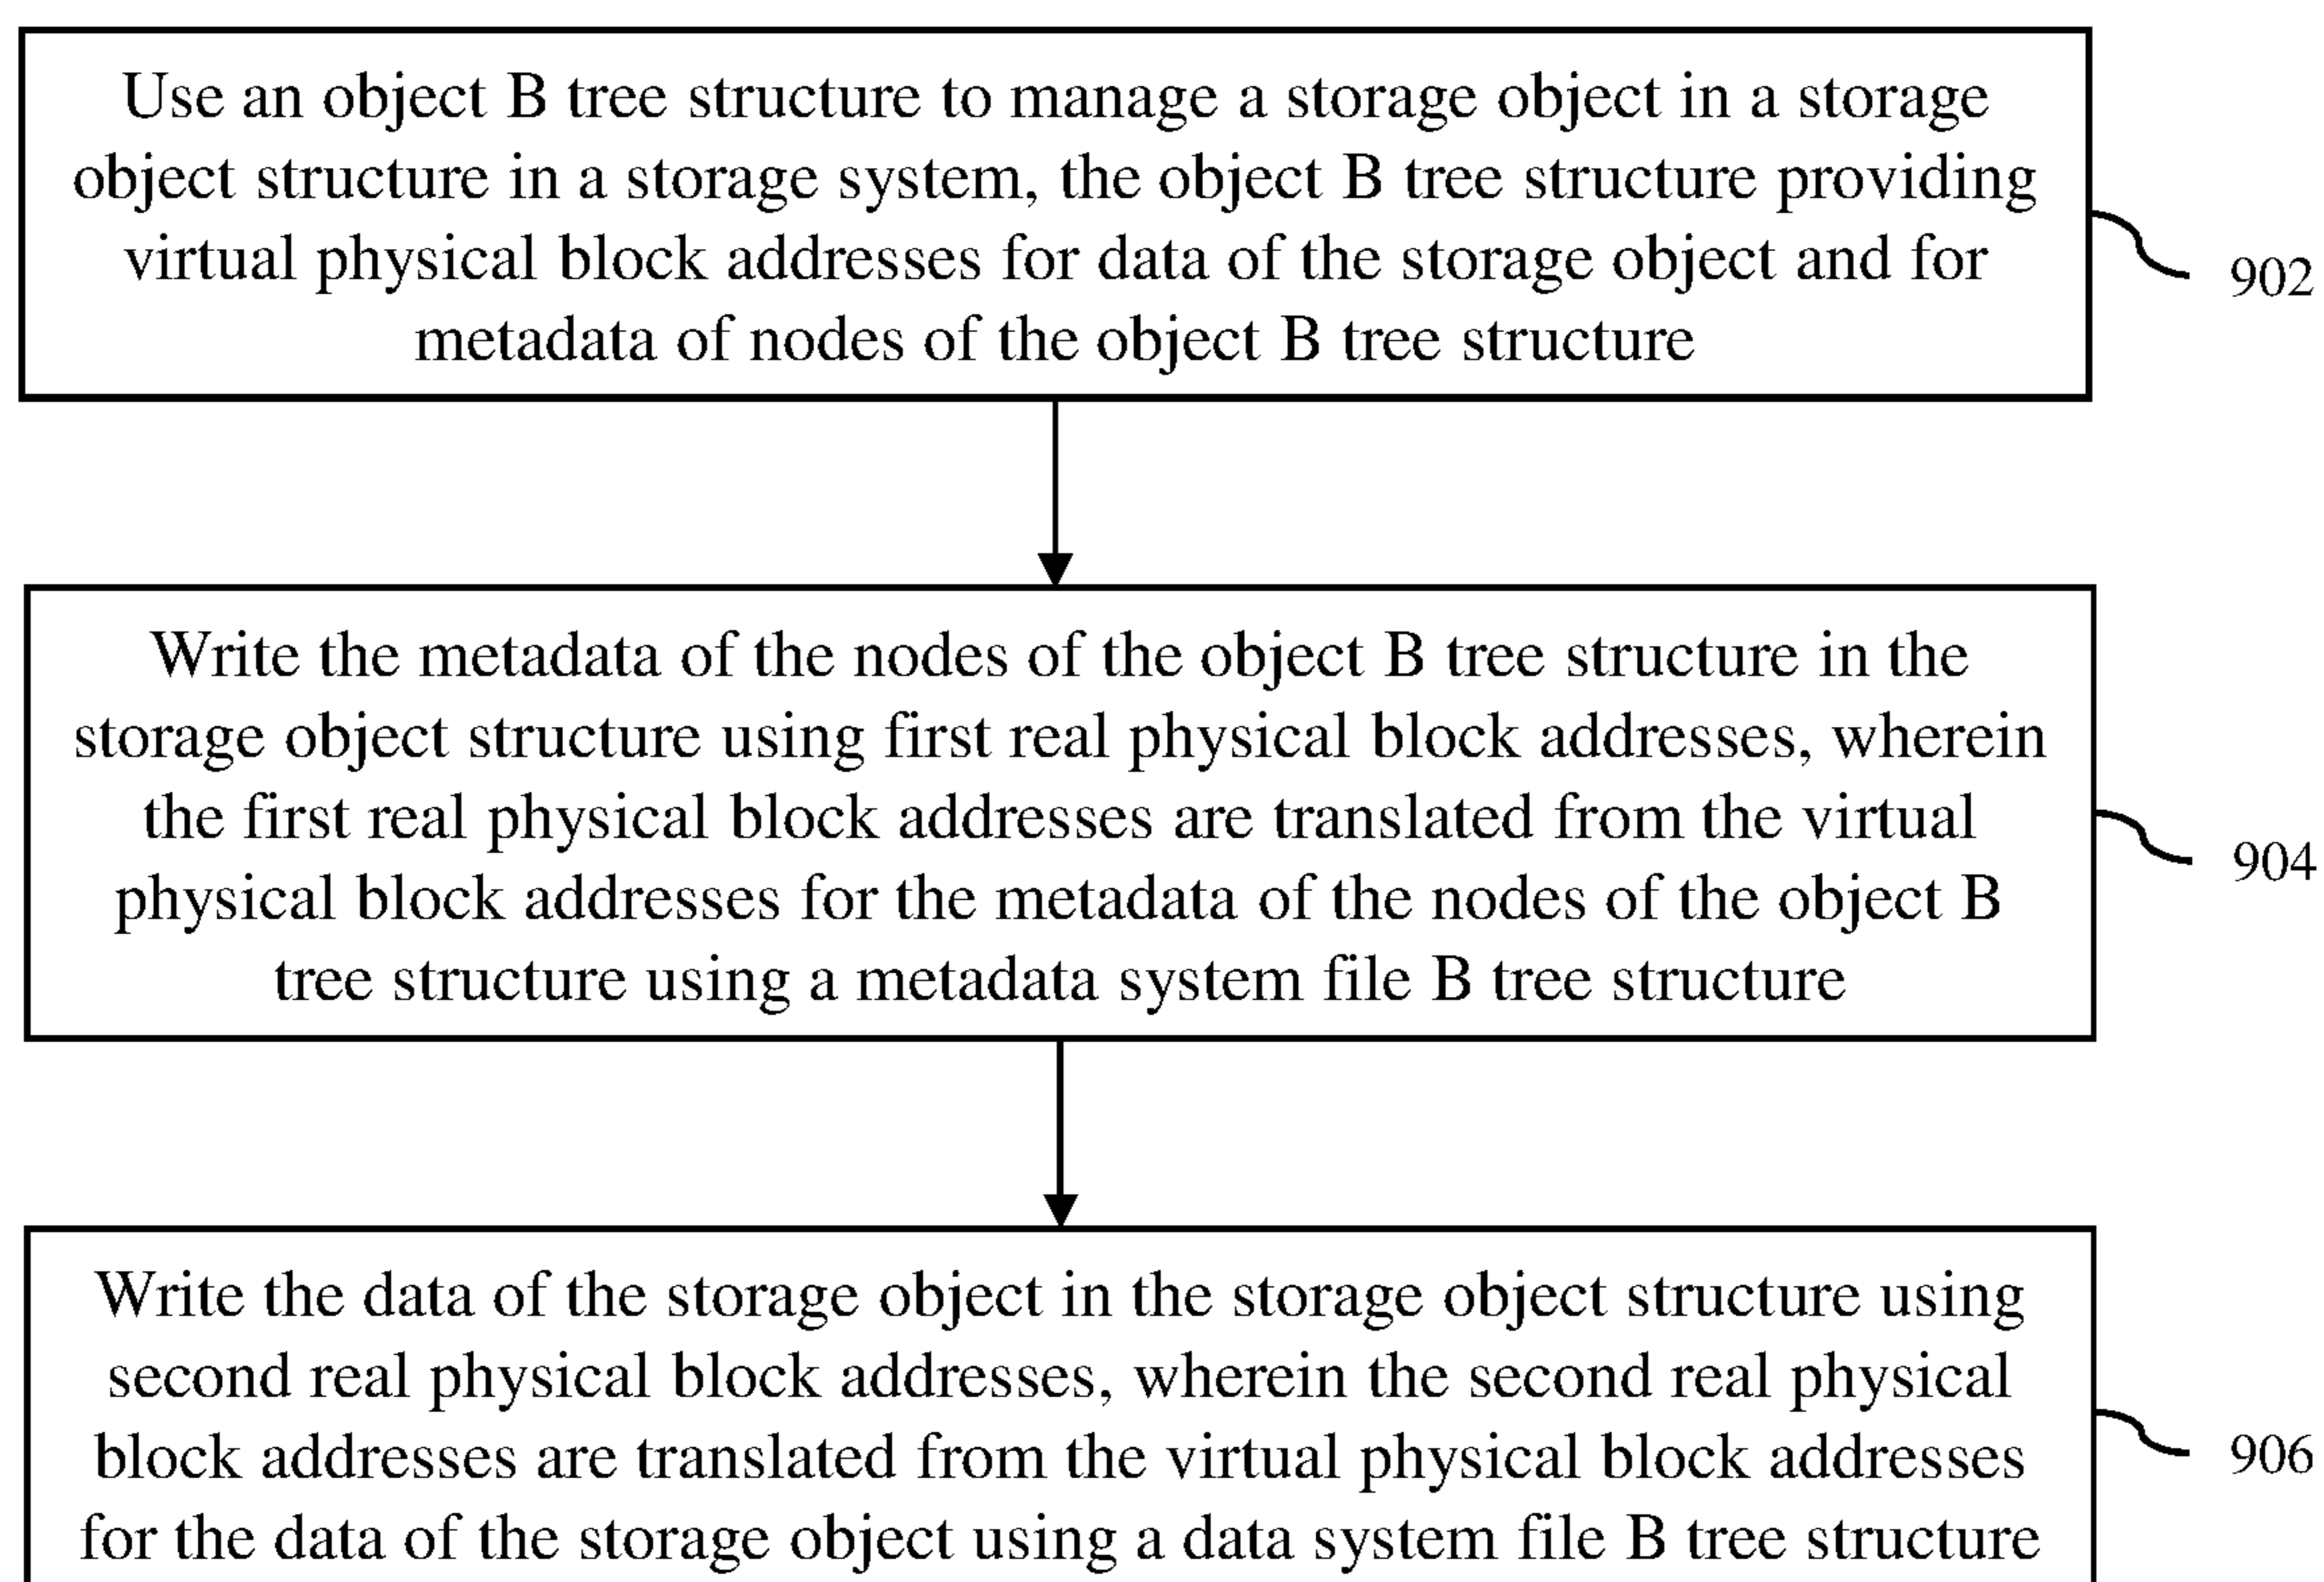 Use an object B tree structure to manage a storage object in a storage
object structure in a storage system, the object B tree structure providing
virtual physical block addresses for data of the storage object and for
metadata of nodes of the object B tree structure
902
Write the metadata of the nodes of the object B tree structure in the
storage object structure using first real physical block addresses, wherein
the first real physical block addresses are translated from the virtual
physical block addresses for the metadata of the nodes of the object B
tree structure using a metadata system file B tree structure
904
Write the data of the storage object in the storage object structure using
second real physical block addresses, wherein the second real physical
block addresses are translated from the virtual physical block addresses
for the data of the storage object using a data system file B tree structure
906